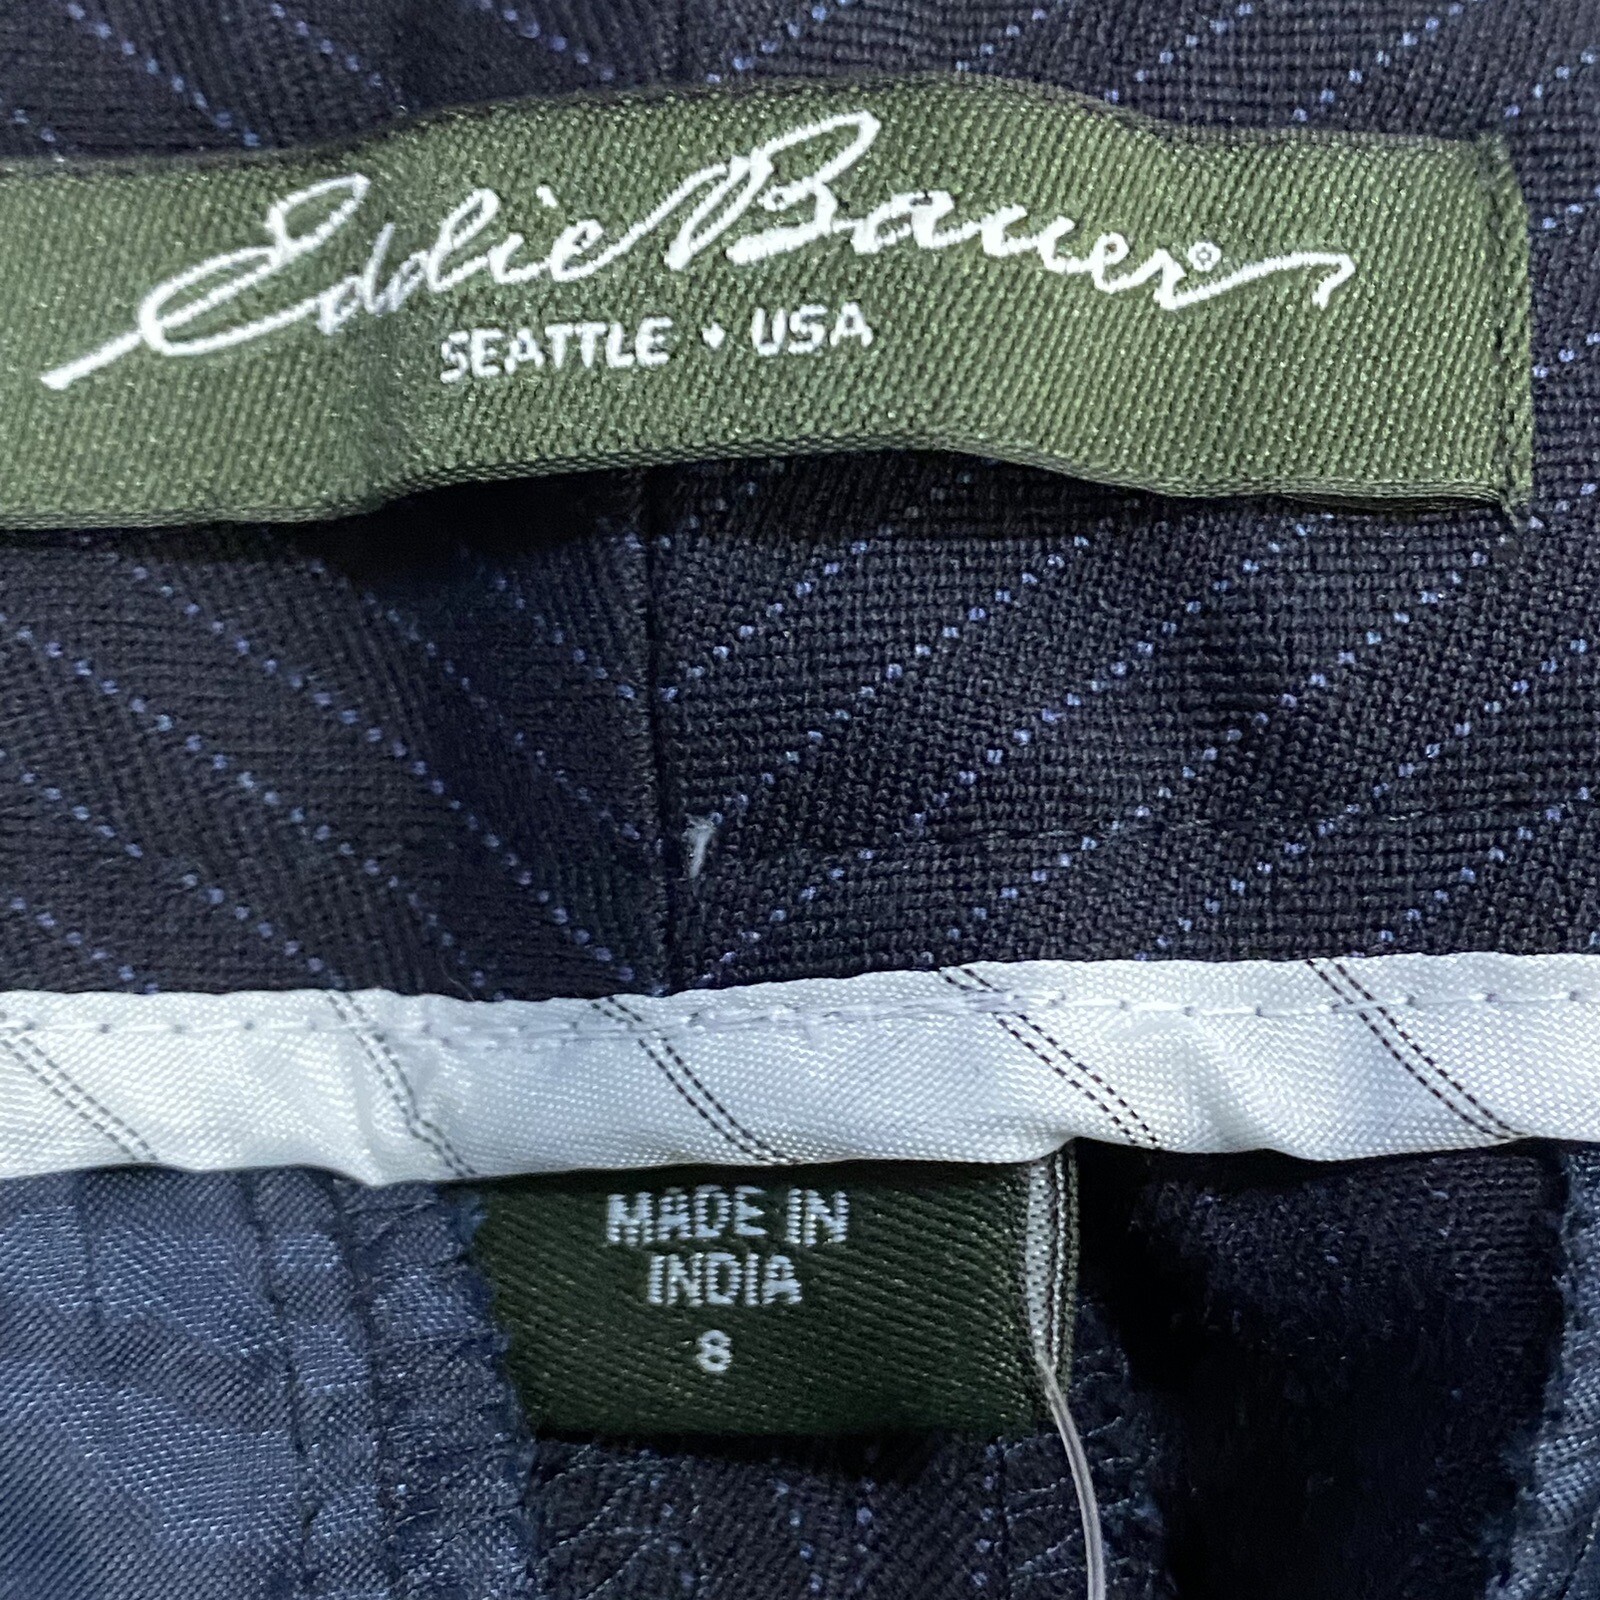 Eddie Bauer®
SEATTLE • USA
MADE IN
INDIA
8